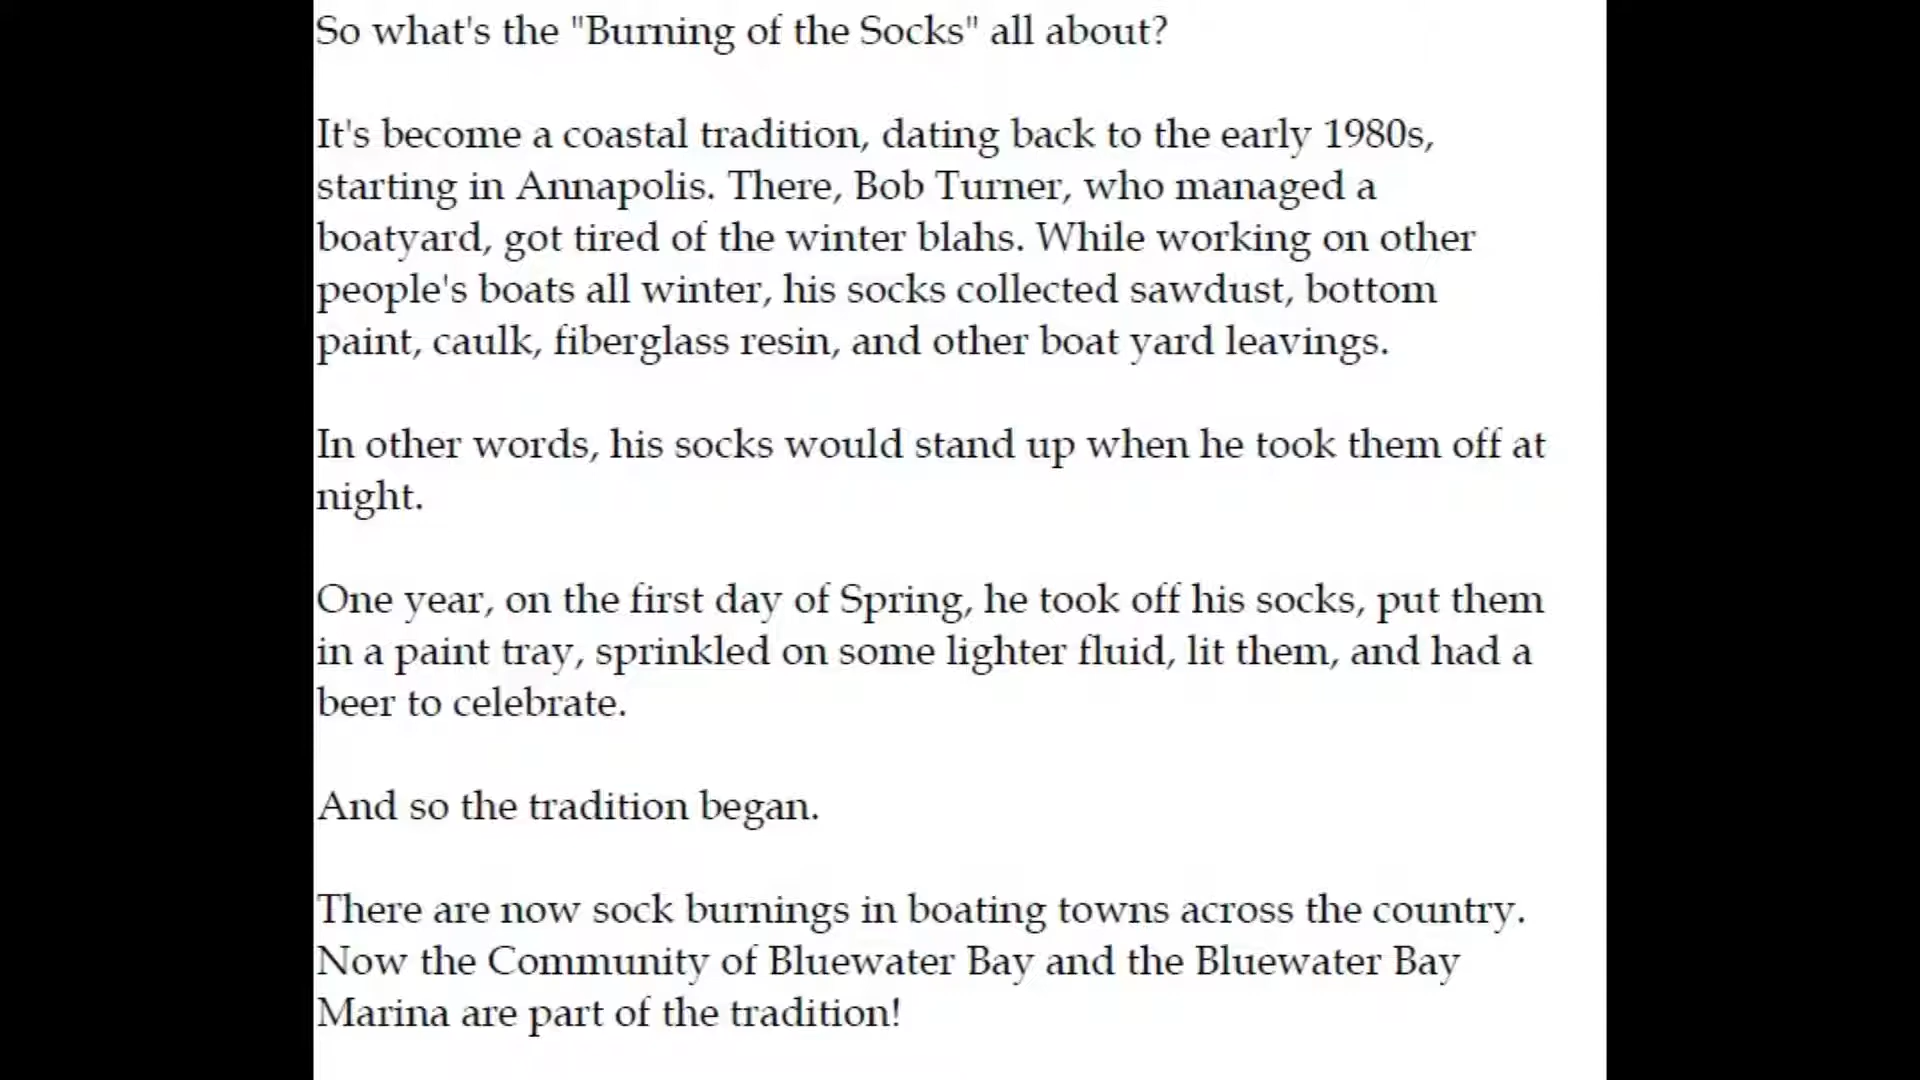 So what's the "Burning of the Socks" all about?
It's become a coastal tradition, dating back to the early 1980s,
starting in Annapolis. There, Bob Turner, who managed a
boatyard, got tired of the winter blahs. While working on other
people's boats all winter, his socks collected sawdust, bottom
paint, caulk, fiberglass resin, and other boat yard leavings.
In other words, his socks would stand up when he took them off at
night.
One year, on the first day of Spring, he took off his socks, put them
in a paint tray, sprinkled on some lighter fluid, lit them, and had a
beer to celebrate.
And so the tradition began.
There are now sock burnings in boating towns across the country.
Now the Community of Bluewater Bay and the Bluewater Bay
Marina are part of the tradition!